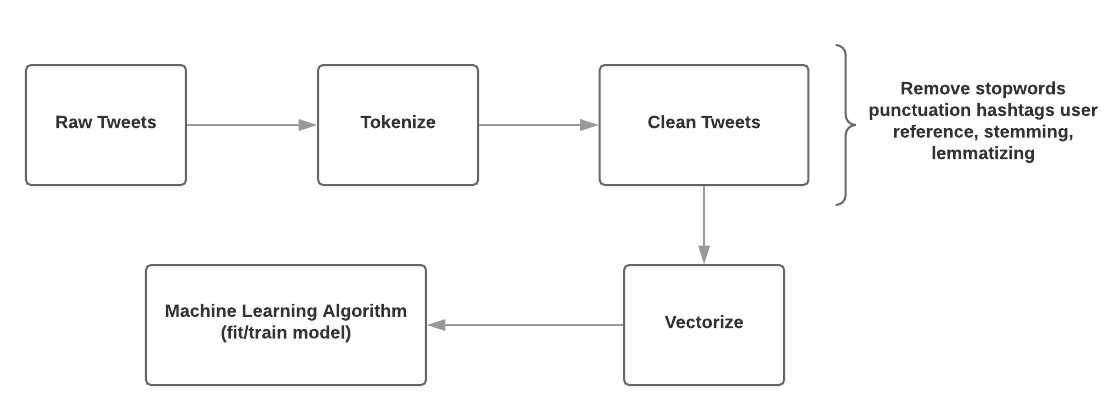 Raw Tweets
Tokenize
Clean Tweets
Remove stopwords
punctuation hashtags user
reference, stemming,
lemmatizing
Vectorize
Machine Learning Algorithm
(fit/train model)